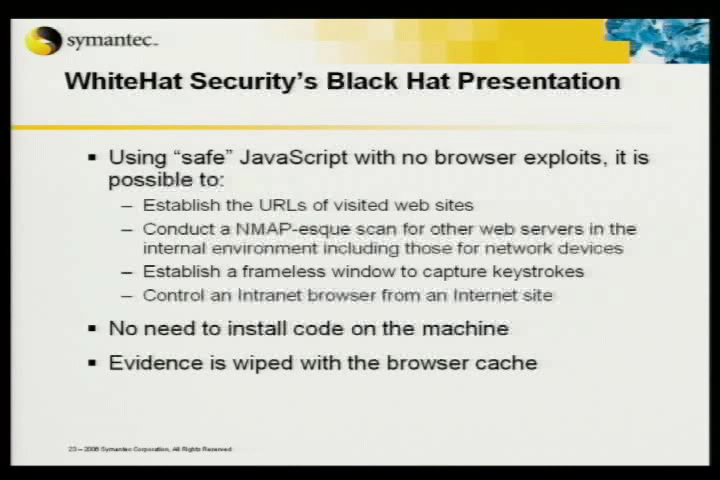 symantec™
WhiteHat Security's Black Hat Presentation
▪ Using “safe” JavaScript with no browser exploits, it is
possible to:
– Establish the URLs of visited web sites
– Conduct a NMAP-esque scan for other web servers in the
internal environment including those for network devices
– Establish a frameless window to capture keystrokes
– Control an Intranet browser from an Internet site
▪ No need to install code on the machine
▪ Evidence is wiped with the browser cache
23 – 2006 Symantec Corporation, All Rights Reserved